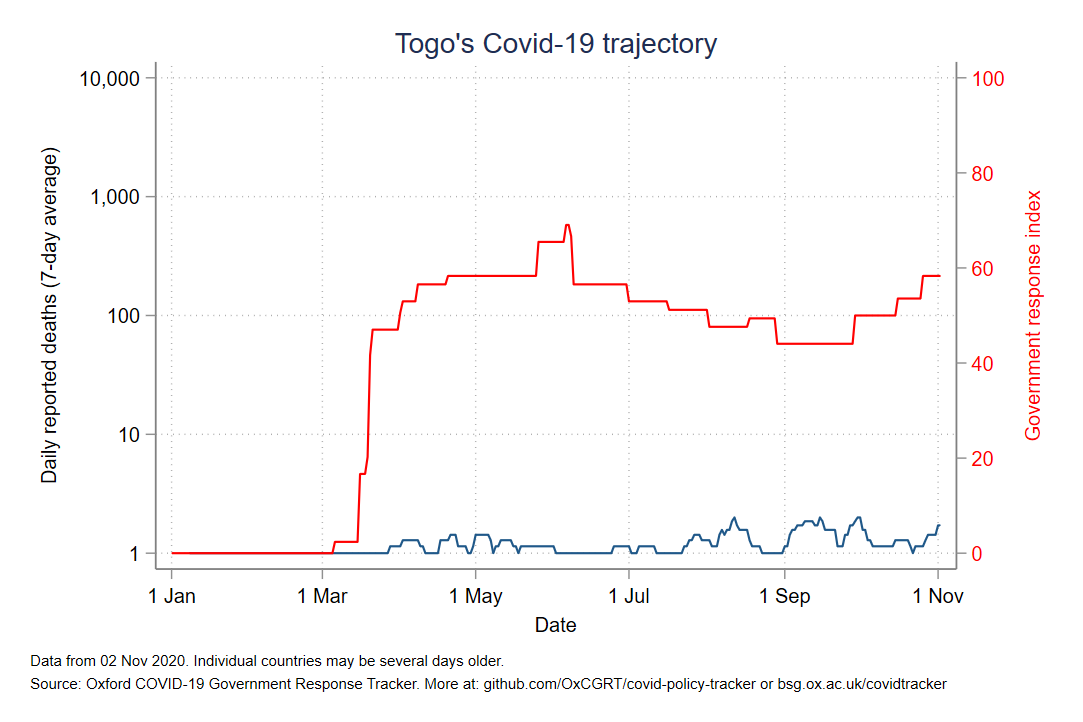 Togo's Covid-19 trajectory
10,000
1,000
100
10
1
Daily reported deaths (7-day average)
100
80
60
40
20
0
Government response index
1 Jan
1 Mar
1 May
1 Jul
1 Sep
1 Nov
Date
Data from 02 Nov 2020. Individual countries may be several days older.
Source: Oxford COVID-19 Government Response Tracker. More at: github.com/OxCGRT/covid-policy-tracker or bsg.ox.ac.uk/covidtracker